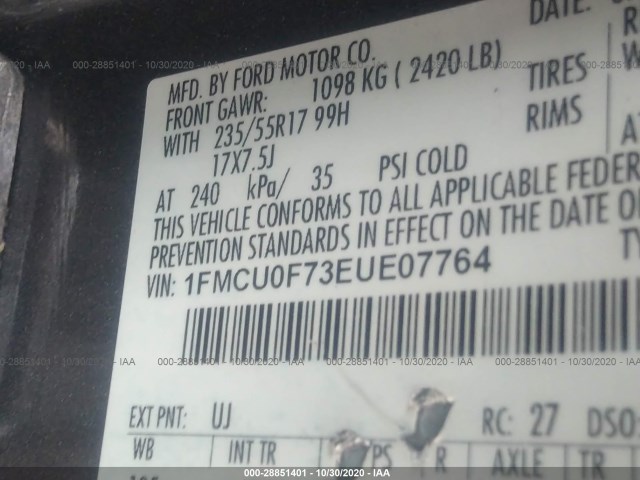 DATE:
MFD. BY FORD MOTOR CO.
FRONT GAWR: 1098 KG ( 2420 LB)
WITH 235/55R17 99H TIRES
17X7.5J RIMS
AT 240 kPa/ 35 PSI COLD
THIS VEHICLE CONFORMS TO ALL APPLICABLE FEDER
PREVENTION STANDARDS IN EFFECT ON THE DATE O
VIN: 1FMCU0F73EUE07764
EXT PNT: UJ RC: 27 DSO:
WB INT TR PS R AXLE TR
000-28851401 - 10/30/2020 - IAA